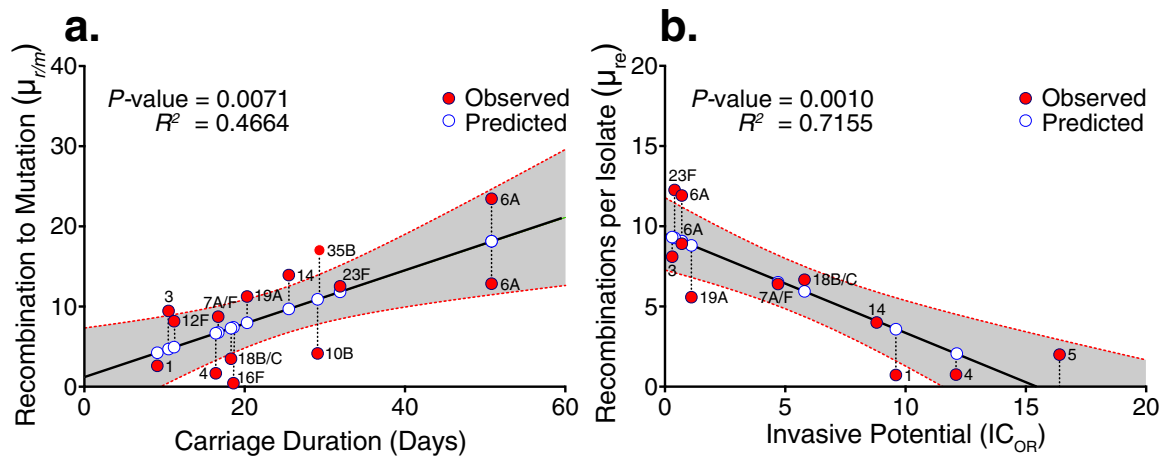 a.
Recombination to Mutation (μr/m)
40
30
20
10
0
P-value = 0.0071
R² = 0.4664
Observed
Predicted
3
12F
1
7A/F
4
18B/C
16F
19A
14
35B
10B
23F
6A
6A
0
20
40
60
Carriage Duration (Days)
b.
Recombinations per Isolate (μre)
20
15
10
5
0
P-value = 0.0010
R² = 0.7155
Observed
Predicted
23F
6A
6A
3
19A
7A/F
18B/C
14
1
4
5
0
5
10
15
20
Invasive Potential (ICOR)